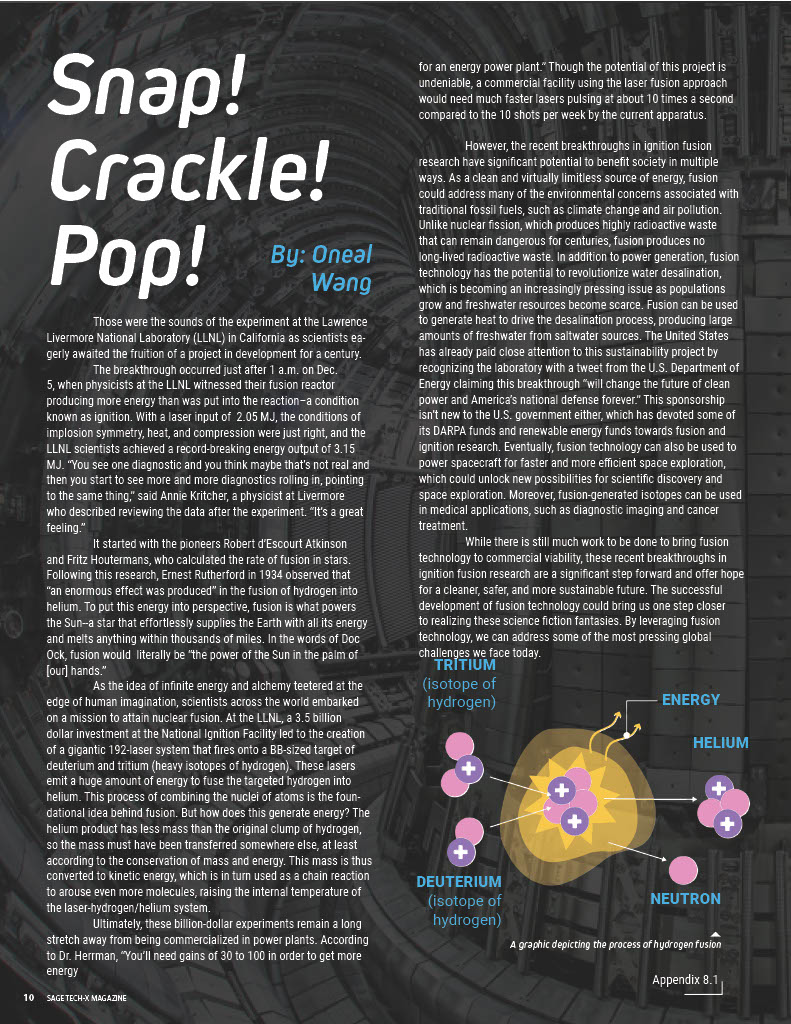 Snap!
Crackle!
Pop!
By: Oneal
Wang
Those were the sounds of the experiment at the Lawrence
Livermore National Laboratory (LLNL) in California as scientists ea-
gerly awaited the fruition of a project in development for a century.
The breakthrough occurred just after 1 a.m. on Dec.
5, when physicists at the LLNL witnessed their fusion reactor
producing more energy than was put into the reaction–a condition
known as ignition. With a laser input of 2.05 MJ, the conditions of
implosion symmetry, heat, and compression were just right, and the
LLNL scientists achieved a record-breaking energy output of 3.15
MJ. “You see one diagnostic and you think maybe that’s not real and
then you start to see more and more diagnostics rolling in, pointing
to the same thing,” said Annie Kritcher, a physicist at Livermore
who described reviewing the data after the experiment. “It’s a great
feeling.”
It started with the pioneers Robert d’Escourt Atkinson
and Fritz Houtermans, who calculated the rate of fusion in stars.
Following this research, Ernest Rutherford in 1934 observed that
“an enormous effect was produced” in the fusion of hydrogen into
helium. To put this energy into perspective, fusion is what powers
the Sun–a star that effortlessly supplies the Earth with all its energy
and melts anything within thousands of miles. In the words of Doc
Ock, fusion would literally be “the power of the Sun in the palm of
[our] hands.”
As the idea of infinite energy and alchemy teetered at the
edge of human imagination, scientists across the world embarked
on a mission to attain nuclear fusion. At the LLNL, a 3.5 billion
dollar investment at the National Ignition Facility led to the creation
of a gigantic 192-laser system that fires onto a BB-sized target of
deuterium and tritium (heavy isotopes of hydrogen). These lasers
emit a huge amount of energy to fuse the targeted hydrogen into
helium. This process of combining the nuclei of atoms is the foun-
dational idea behind fusion. But how does this generate energy? The
helium product has less mass than the original clump of hydrogen,
so the mass must have been transferred somewhere else, at least
according to the conservation of mass and energy. This mass is thus
converted to kinetic energy, which is in turn used as a chain reaction
to arouse even more molecules, raising the internal temperature of
the laser-hydrogen/helium system.
Ultimately, these billion-dollar experiments remain a long
stretch away from being commercialized in power plants. According
to Dr. Herrman, “You’ll need gains of 30 to 100 in order to get more
energy
for an energy power plant.” Though the potential of this project is
undeniable, a commercial facility using the laser fusion approach
would need much faster lasers pulsing at about 10 times a second
compared to the 10 shots per week by the current apparatus.
However, the recent breakthroughs in ignition fusion
research have significant potential to benefit society in multiple
ways. As a clean and virtually limitless source of energy, fusion
could address many of the environmental concerns associated with
traditional fossil fuels, such as climate change and air pollution.
Unlike nuclear fission, which produces highly radioactive waste
that can remain dangerous for centuries, fusion produces no
long-lived radioactive waste. In addition to power generation, fusion
technology has the potential to revolutionize water desalination,
which is becoming an increasingly pressing issue as populations
grow and freshwater resources become scarce. Fusion can be used
to generate heat to drive the desalination process, producing large
amounts of freshwater from saltwater sources. The United States
has already paid close attention to this sustainability project by
recognizing the laboratory with a tweet from the U.S. Department of
Energy claiming this breakthrough “will change the future of clean
power and America’s national defense forever.” This sponsorship
isn’t new to the U.S. government either, which has devoted some of
its DARPA funds and renewable energy funds towards fusion and
ignition research. Eventually, fusion technology can also be used to
power spacecraft for faster and more efficient space exploration,
which could unlock new possibilities for scientific discovery and
space exploration. Moreover, fusion-generated isotopes can be used
in medical applications, such as diagnostic imaging and cancer
treatment.
While there is still much work to be done to bring fusion
technology to commercial viability, these recent breakthroughs in
ignition fusion research are a significant step forward and offer hope
for a cleaner, safer, and more sustainable future. The successful
development of fusion technology could bring us one step closer
to realizing these science fiction fantasies. By leveraging fusion
technology, we can address some of the most pressing global
challenges we face today.
TRITIUM
(isotope of
hydrogen)
ENERGY
HELIUM
DEUTERIUM
(isotope of
hydrogen)
NEUTRON
A graphic depicting the process of hydrogen fusion
Appendix 8.1
10 SAGE TECH-X MAGAZINE